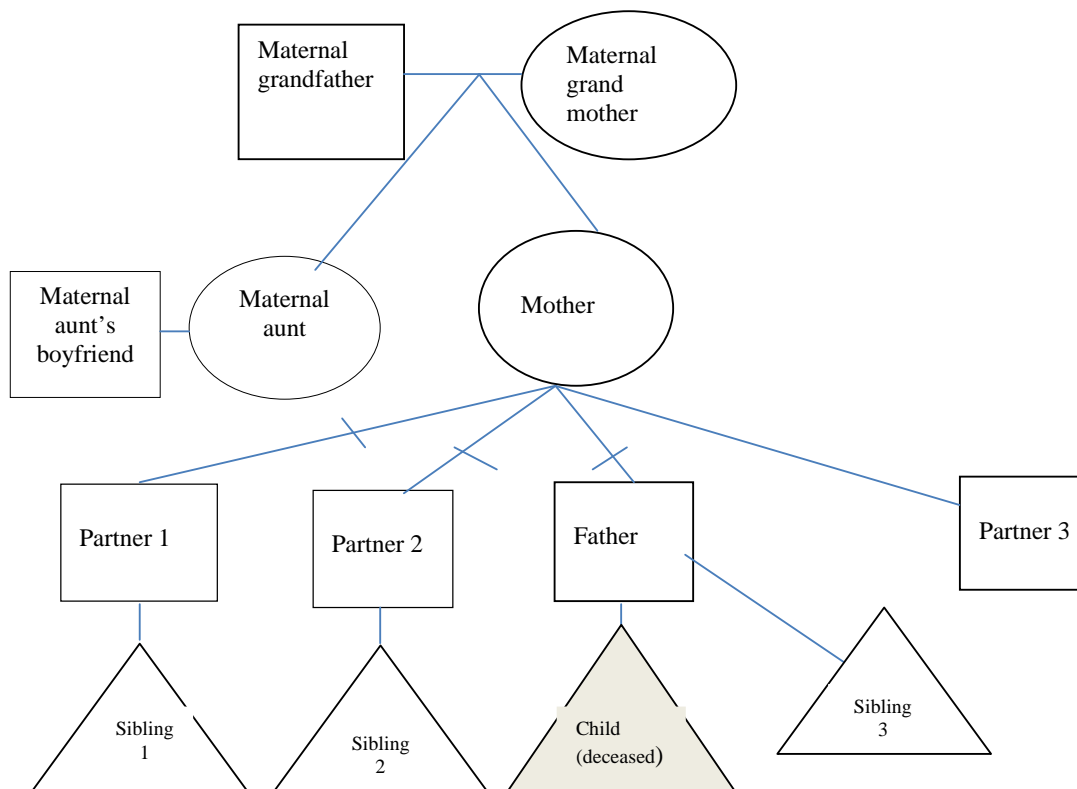 Maternal
grandfather
Maternal
grand
mother
Maternal
aunt's
boyfriend
Maternal
aunt
Mother
Partner 1
Partner 2
Father
Partner 3
Sibling
1
Sibling
2
Child
(deceased)
Sibling
3